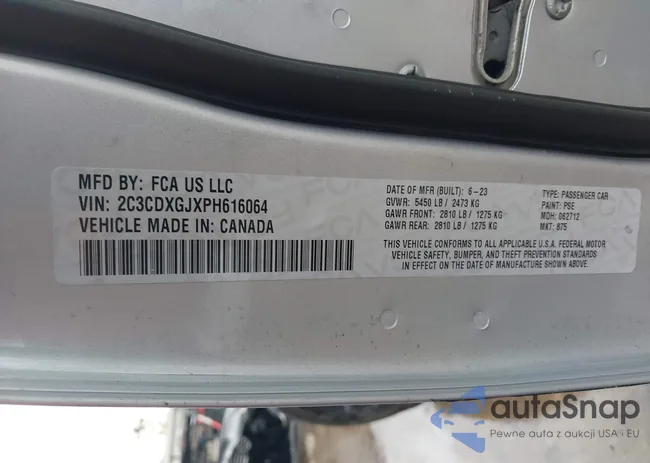 MFD BY: FCA US LLC
VIN: 2C3CDXGJXPH616064
VEHICLE MADE IN: CANADA
DATE OF MFR (BUILT): 6-23
GVWR: 5450 LB / 2473 KG
GAWR FRONT: 2810 LB / 1275 KG
GAWR REAR: 2810 LB / 1275 KG
TYPE: PASSENGER CAR
PAINT: PSE
MDH: 062712
MKT: 875
THIS VEHICLE CONFORMS TO ALL APPLICABLE U.S.A. FEDERAL MOTOR
VEHICLE SAFETY, BUMPER, AND THEFT PREVENTION STANDARDS
IN EFFECT ON THE DATE OF MANUFACTURE SHOWN ABOVE.
autaSnap
Pewne auta z aukcji USA i EU